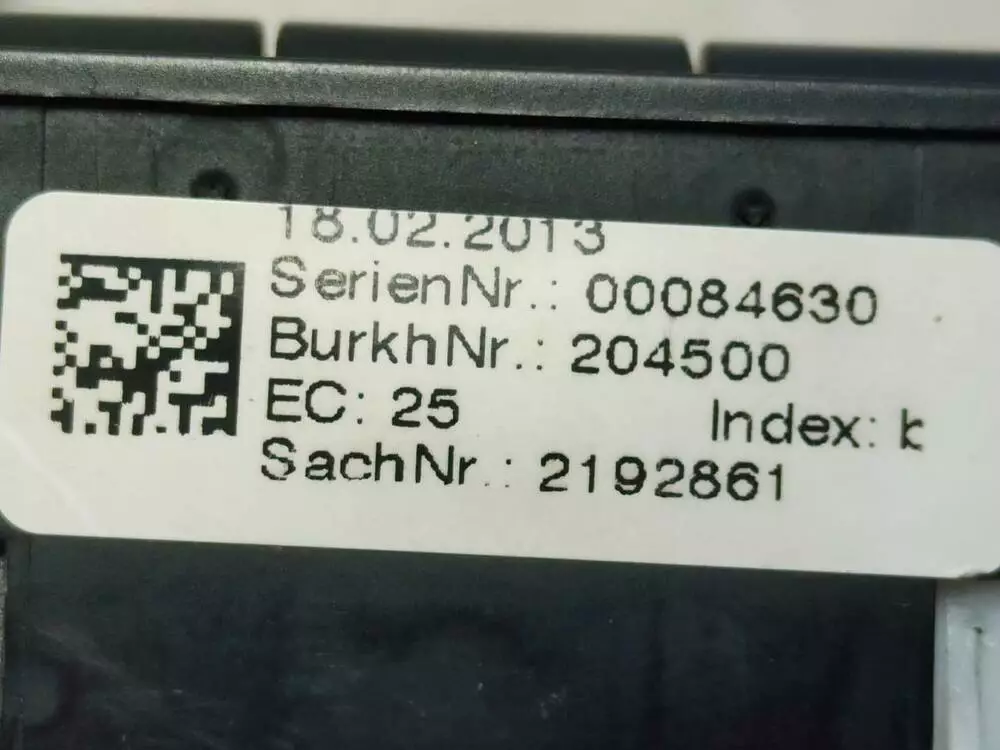 18.02.2013
SerienNr.: 00084630
BurkhNr.: 204500
EC: 25 Index: k
SachNr.: 2192861